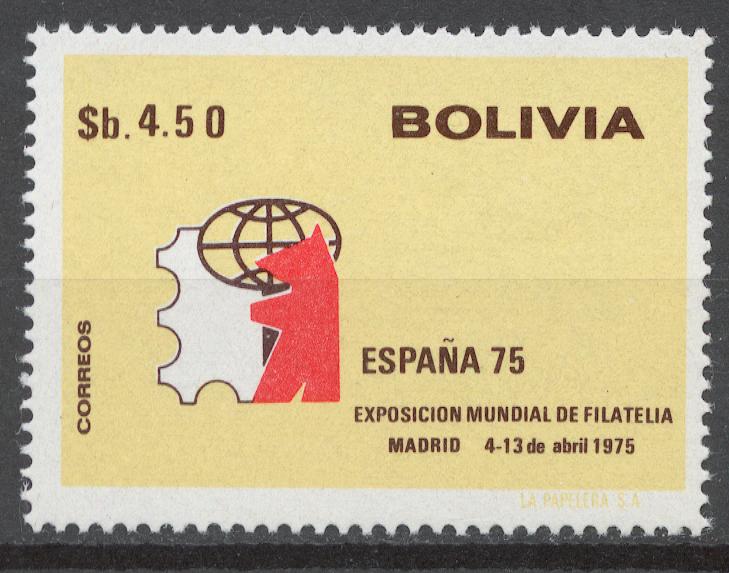 $b. 4.50
BOLIVIA
CORREOS
ESPAÑA 75
EXPOSICION MUNDIAL DE FILATELIA
MADRID 4-13 de abril 1975
LA PAPELERA S.A